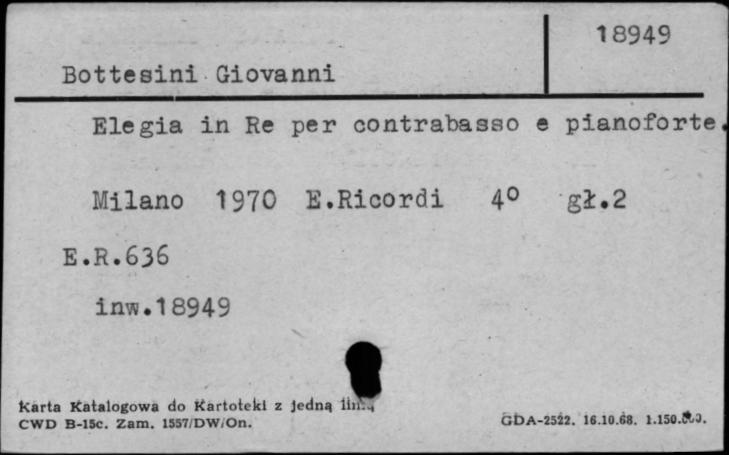 18949
Bottesini Giovanni
Elegia in Re per contrabasso e pianoforte.
Milano 1970 E.Ricordi 4° gł.2
E.R.636
inw.18949
Karta Katalogowa do Kartoteki z jedną
CWD B-15c. Zam. 1557/DW/On.
GDA-2522. 16.10.68.